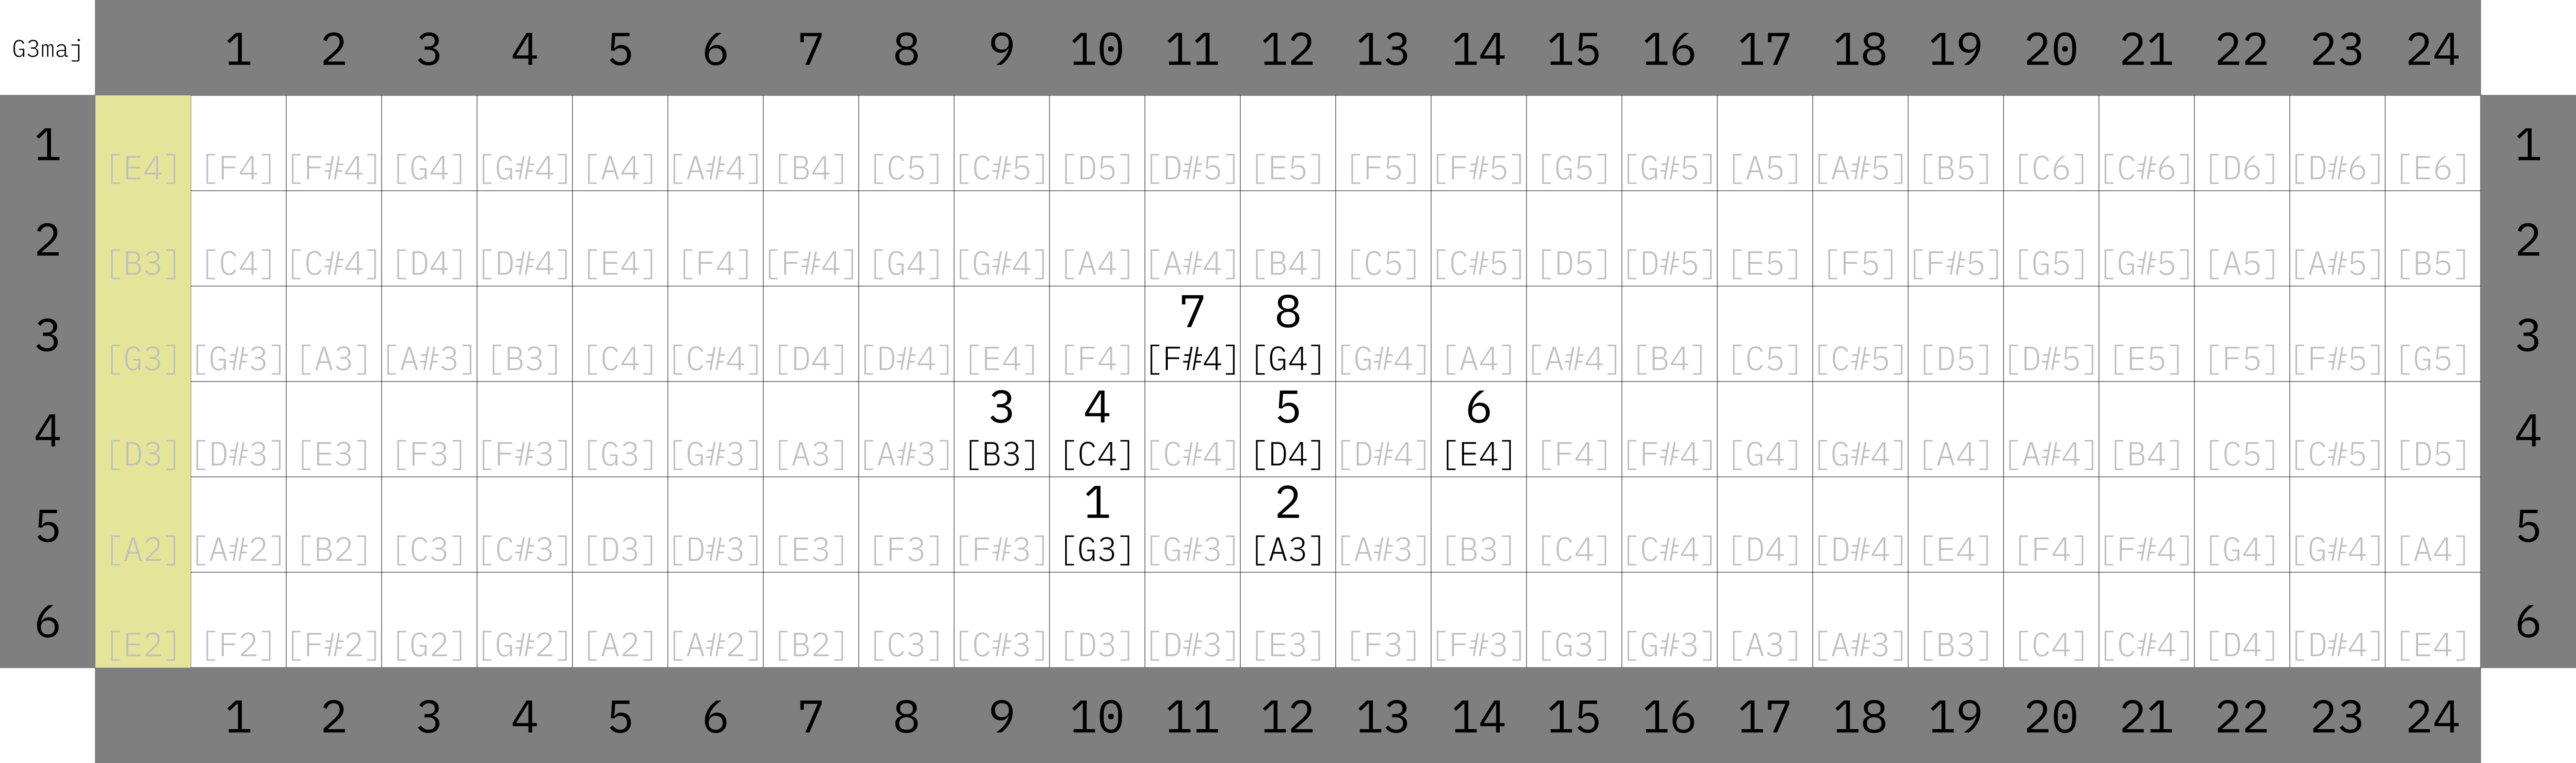 G3maj 1 2 3 4 5 6 7 8 9 10 11 12 13 14 15 16 17 18 19 20 21 22 23 24
1 [E4] [F4] [F#4] [G4] [G#4] [A4] [A#4] [B4] [C5] [C#5] [D5] [D#5] [E5] [F5] [F#5] [G5] [G#5] [A5] [A#5] [B5] [C6] [C#6] [D6] [D#6] [E6] 1
2 [B3] [C4] [C#4] [D4] [D#4] [E4] [F4] [F#4] [G4] [G#4] [A4] [A#4] [B4] [C5] [C#5] [D5] [D#5] [E5] [F5] [F#5] [G5] [G#5] [A5] [A#5] [B5] 2
7 8
3 [G3] [G#3] [A3] [A#3] [B3] [C4] [C#4] [D4] [D#4] [E4] [F4] [F#4] [G4] [G#4] [A4] [A#4] [B4] [C5] [C#5] [D5] [D#5] [E5] [F5] [F#5] [G5] 3
3 4 5 6
4 [D3] [D#3] [E3] [F3] [F#3] [G3] [G#3] [A3] [A#3] [B3] [C4] [C#4] [D4] [D#4] [E4] [F4] [F#4] [G4] [G#4] [A4] [A#4] [B4] [C5] [C#5] [D5] 4
1 2
5 [A2] [A#2] [B2] [C3] [C#3] [D3] [D#3] [E3] [F3] [F#3] [G3] [G#3] [A3] [A#3] [B3] [C4] [C#4] [D4] [D#4] [E4] [F4] [F#4] [G4] [G#4] [A4] 5
6 [E2] [F2] [F#2] [G2] [G#2] [A2] [A#2] [B2] [C3] [C#3] [D3] [D#3] [E3] [F3] [F#3] [G3] [G#3] [A3] [A#3] [B3] [C4] [C#4] [D4] [D#4] [E4] 6
1 2 3 4 5 6 7 8 9 10 11 12 13 14 15 16 17 18 19 20 21 22 23 24